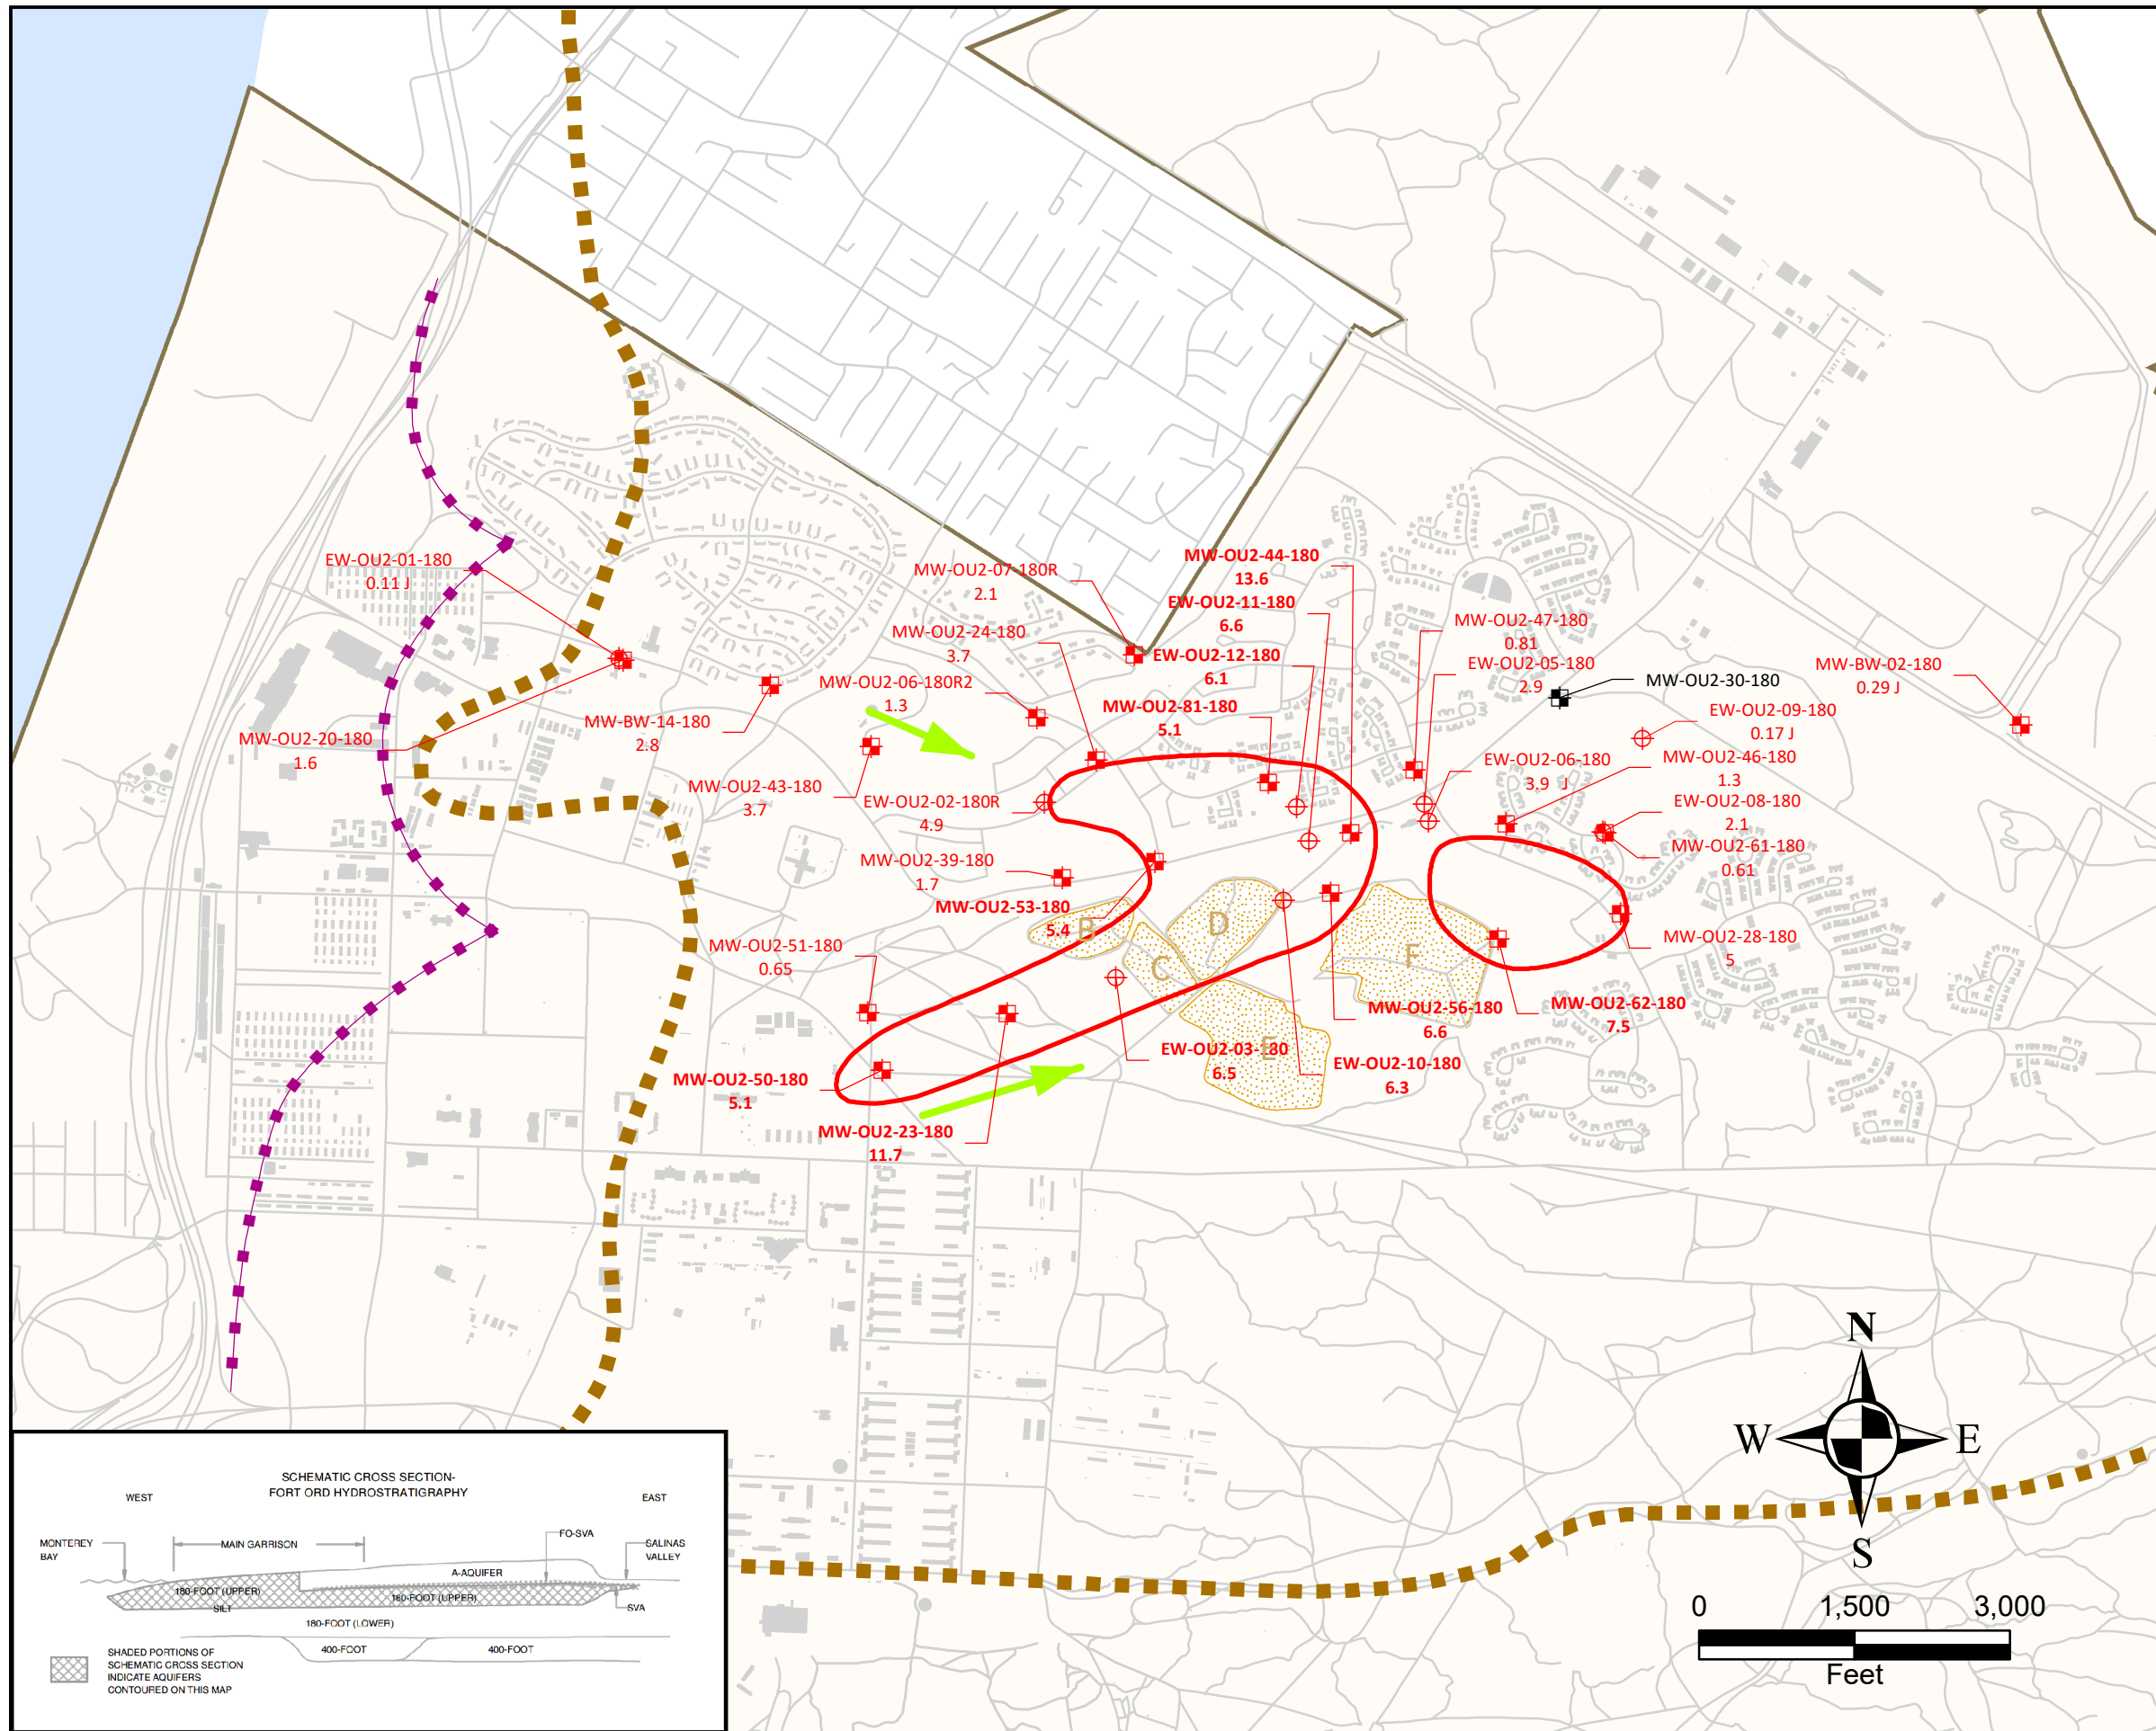 MW-OU2-44-180
13.6
EW-OU2-01-180
0.11 J
MW-OU2-07-180R
2.1
EW-OU2-11-180
6.6
MW-OU2-24-180
3.7
MW-OU2-47-180
0.81
EW-OU2-12-180
6.1
EW-OU2-05-180
2.9
MW-BW-02-180
0.29 J
MW-OU2-06-180R2
1.3
MW-OU2-30-180
MW-OU2-81-180
5.1
EW-OU2-09-180
0.17 J
MW-BW-14-180
2.8
MW-OU2-20-180
1.6
EW-OU2-06-180
3.9 J
MW-OU2-46-180
1.3
MW-OU2-43-180
3.7
EW-OU2-02-180R
4.9
EW-OU2-08-180
2.1
MW-OU2-61-180
0.61
MW-OU2-39-180
1.7
MW-OU2-53-180
5.4
B
D
C
F
E
MW-OU2-28-180
5
MW-OU2-51-180
0.65
MW-OU2-56-180
6.6
MW-OU2-62-180
7.5
EW-OU2-03-180
6.5
EW-OU2-10-180
6.3
MW-OU2-50-180
5.1
MW-OU2-23-180
11.7
N
W
E
S
0 1,500 3,000
Feet
SCHEMATIC CROSS SECTION-
FORT ORD HYDROSTRATIGRAPHY
WEST
EAST
MONTEREY
BAY
MAIN GARRISON
FO-SVA
SALINAS
VALLEY
A-AQUIFER
180-FOOT (UPPER)
180-FOOT (UPPER)
SILT
SVA
180-FOOT (LOWER)
400-FOOT
400-FOOT
SHADED PORTIONS OF
SCHEMATIC CROSS SECTION
INDICATE AQUIFERS
CONTOURED ON THIS MAP